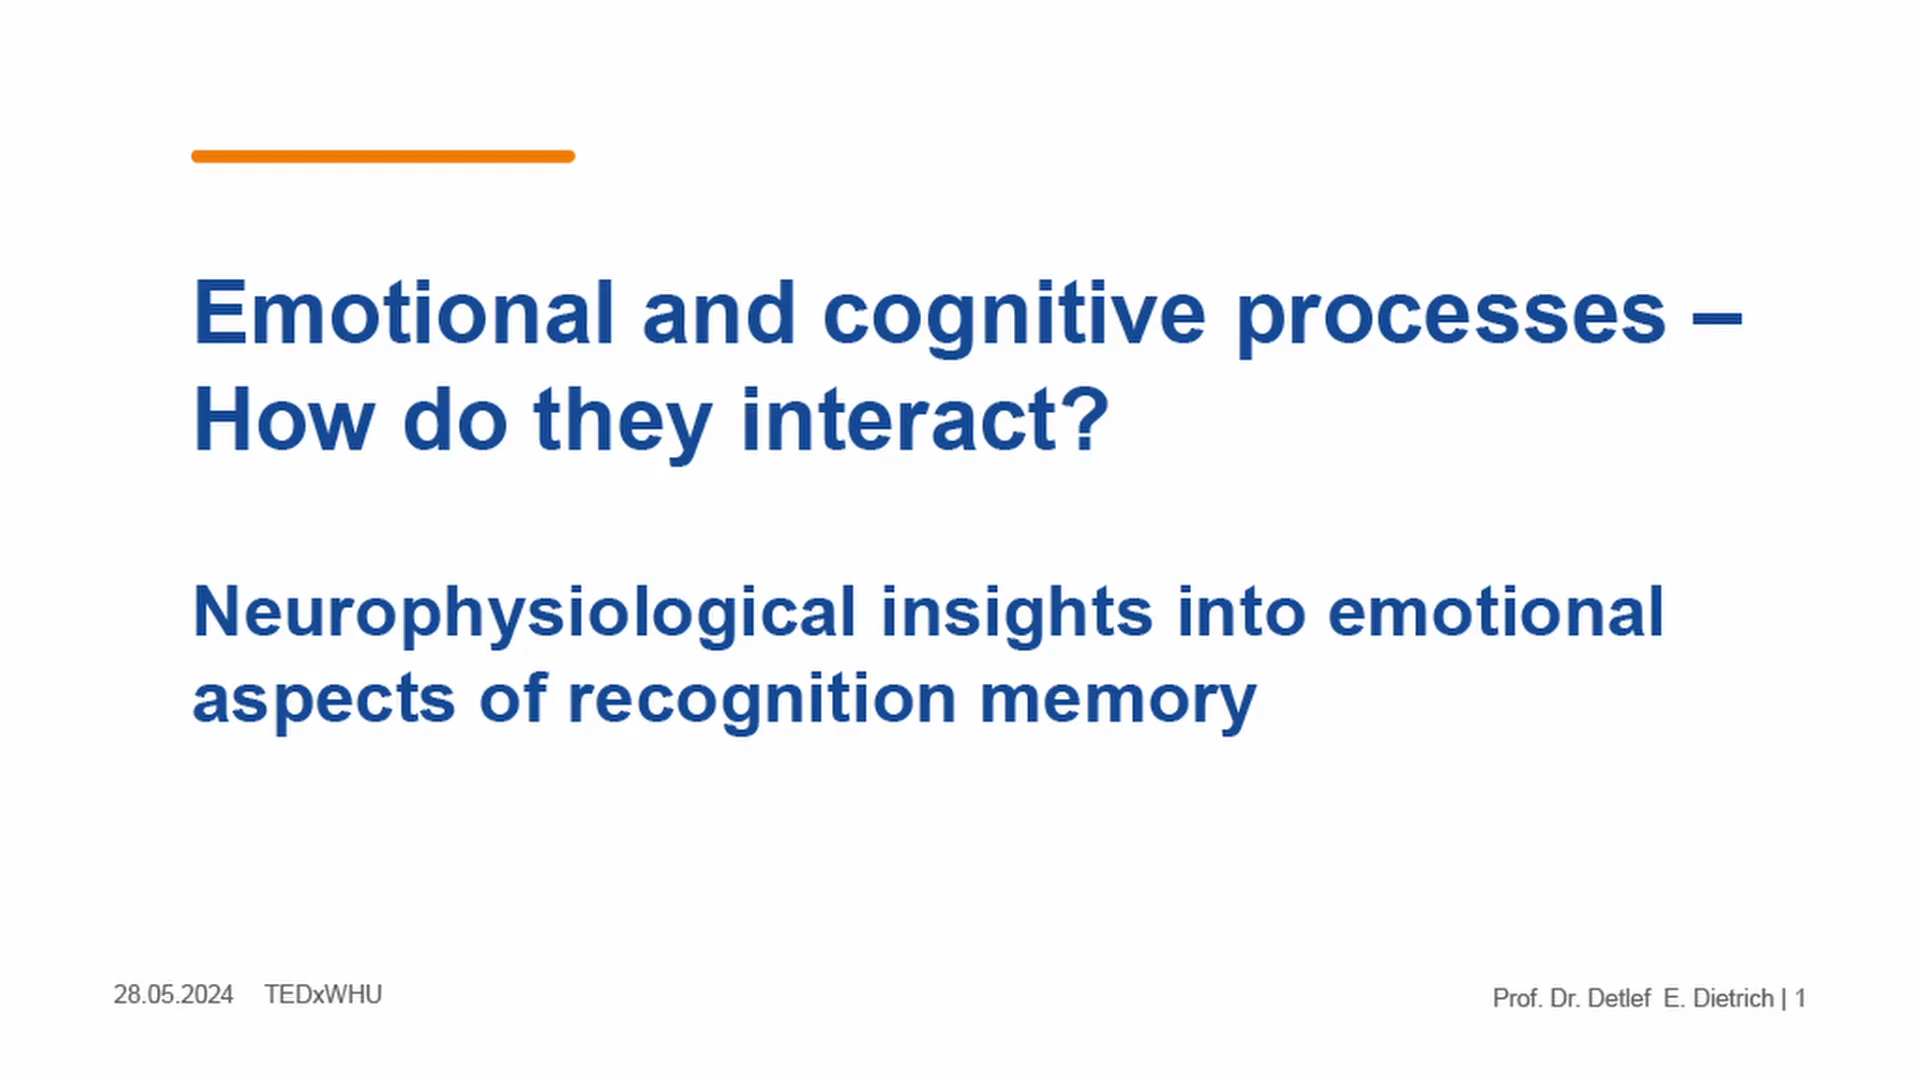 Emotional and cognitive processes –
How do they interact?
Neurophysiological insights into emotional
aspects of recognition memory
28.05.2024 TEDxWHU
Prof. Dr. Detlef E. Dietrich | 1